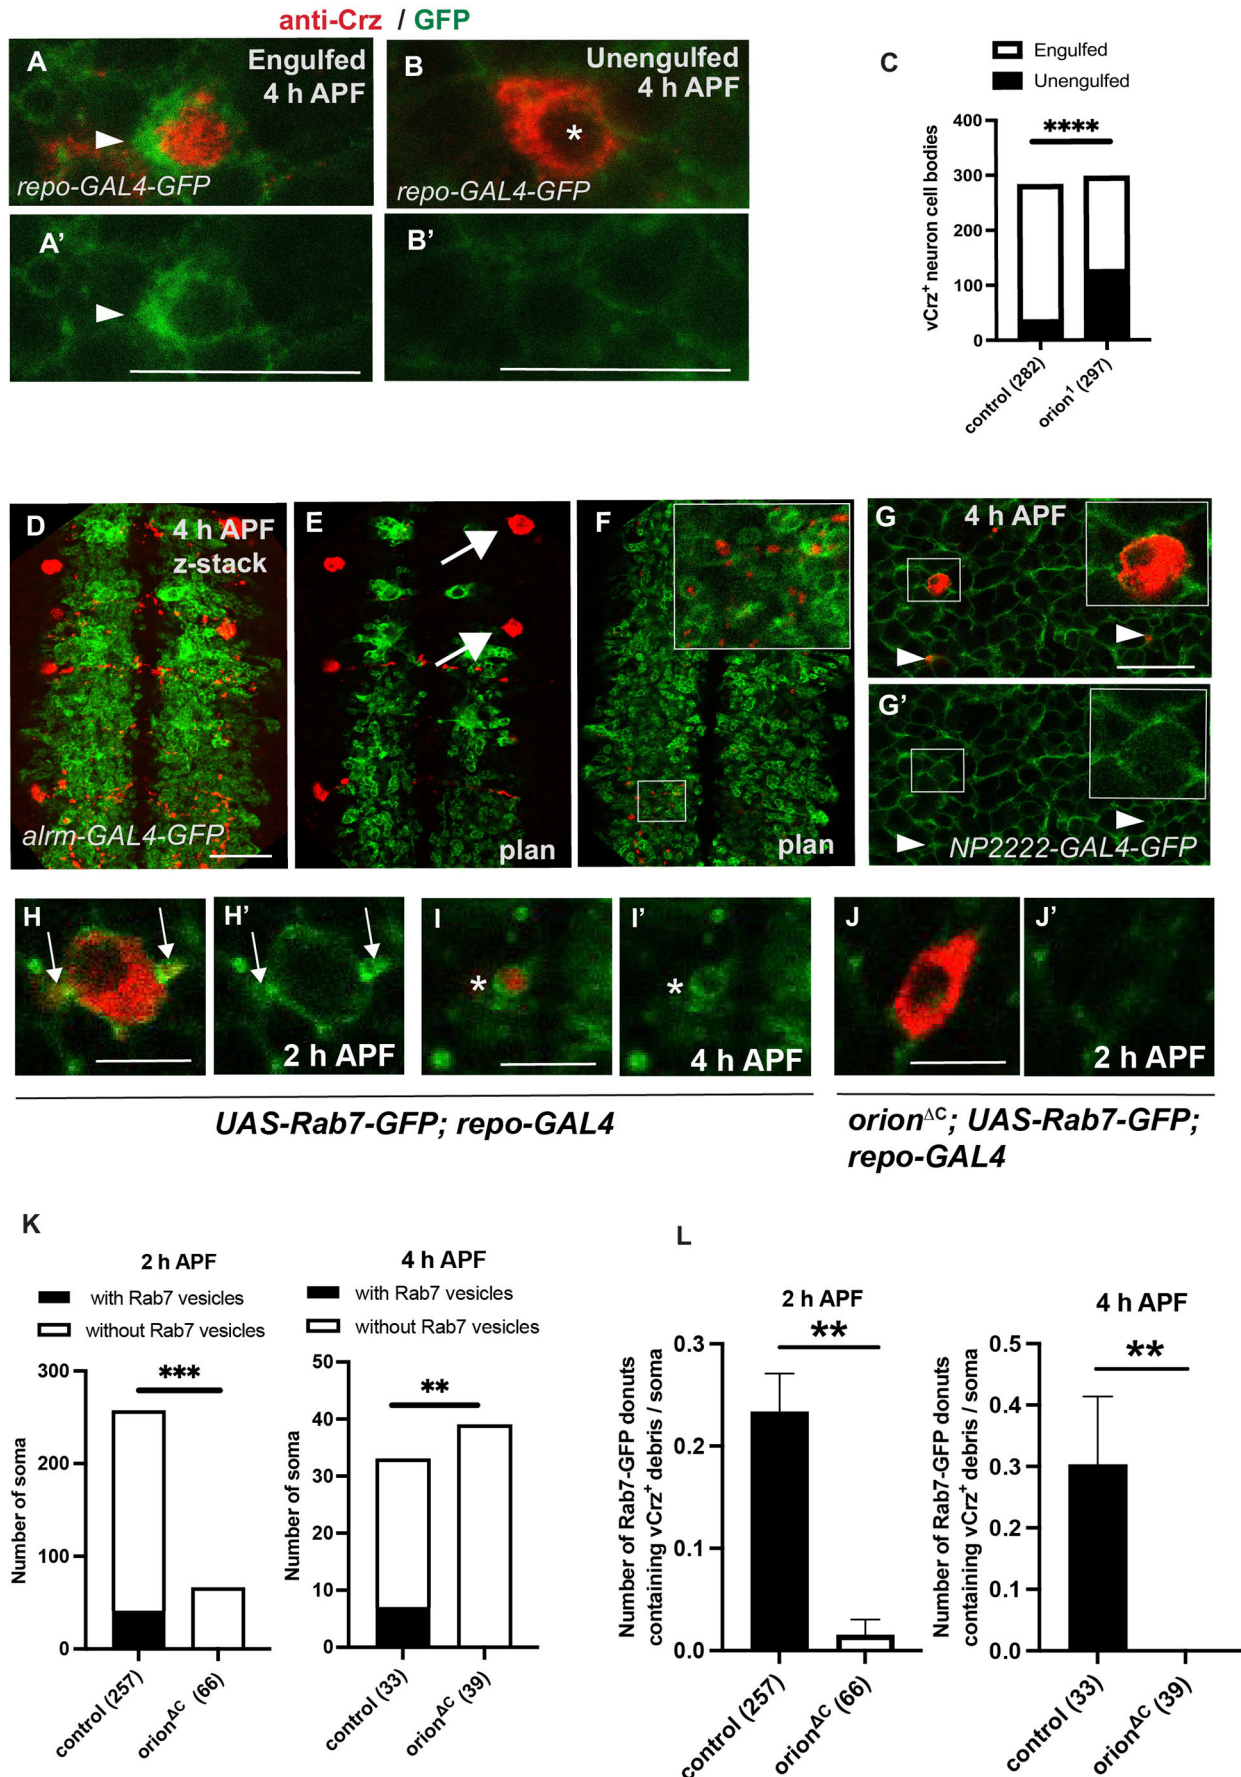 anti-Crz / GFP
A
Engulfed
4 h APF
repo-GAL4-GFP
B
Unengulfed
4 h APF
*
repo-GAL4-GFP
A'
B'
C
Engulfed
Unengulfed
****
400
300
200
100
0
vCrz⁺ neuron cell bodies
control (282)
orion¹ (297)
D
4 h APF
z-stack
alrm-GAL4-GFP
E
plan
F
plan
G
4 h APF
G'
NP2222-GAL4-GFP
H
H'
2 h APF
I
*
I'
*
4 h APF
J
J'
2 h APF
UAS-Rab7-GFP; repo-GAL4
orionᐞC; UAS-Rab7-GFP;
repo-GAL4
K
2 h APF
with Rab7 vesicles
without Rab7 vesicles
***
300
200
100
0
Number of soma
control (257)
orionᐞC (66)
4 h APF
with Rab7 vesicles
without Rab7 vesicles
**
50
40
30
20
10
0
Number of soma
control (33)
orionᐞC (39)
L
2 h APF
**
0.3
0.2
0.1
0.0
Number of Rab7-GFP donuts
containing vCrz⁺ debris / soma
control (257)
orionᐞC (66)
4 h APF
**
0.5
0.4
0.3
0.2
0.1
0.0
Number of Rab7-GFP donuts
containing vCrz⁺ debris / soma
control (33)
orionᐞC (39)